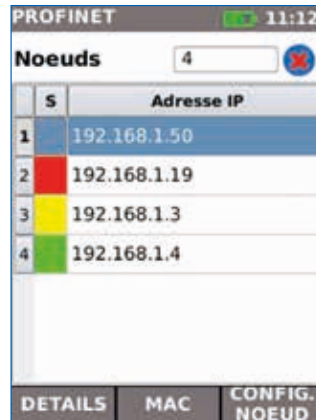 PROFINET 11:12
Noeuds 4
S Adresse IP
1 192.168.1.50
2 192.168.1.19
3 192.168.1.3
4 192.168.1.4
DETAILS MAC CONFIG. NOEUD